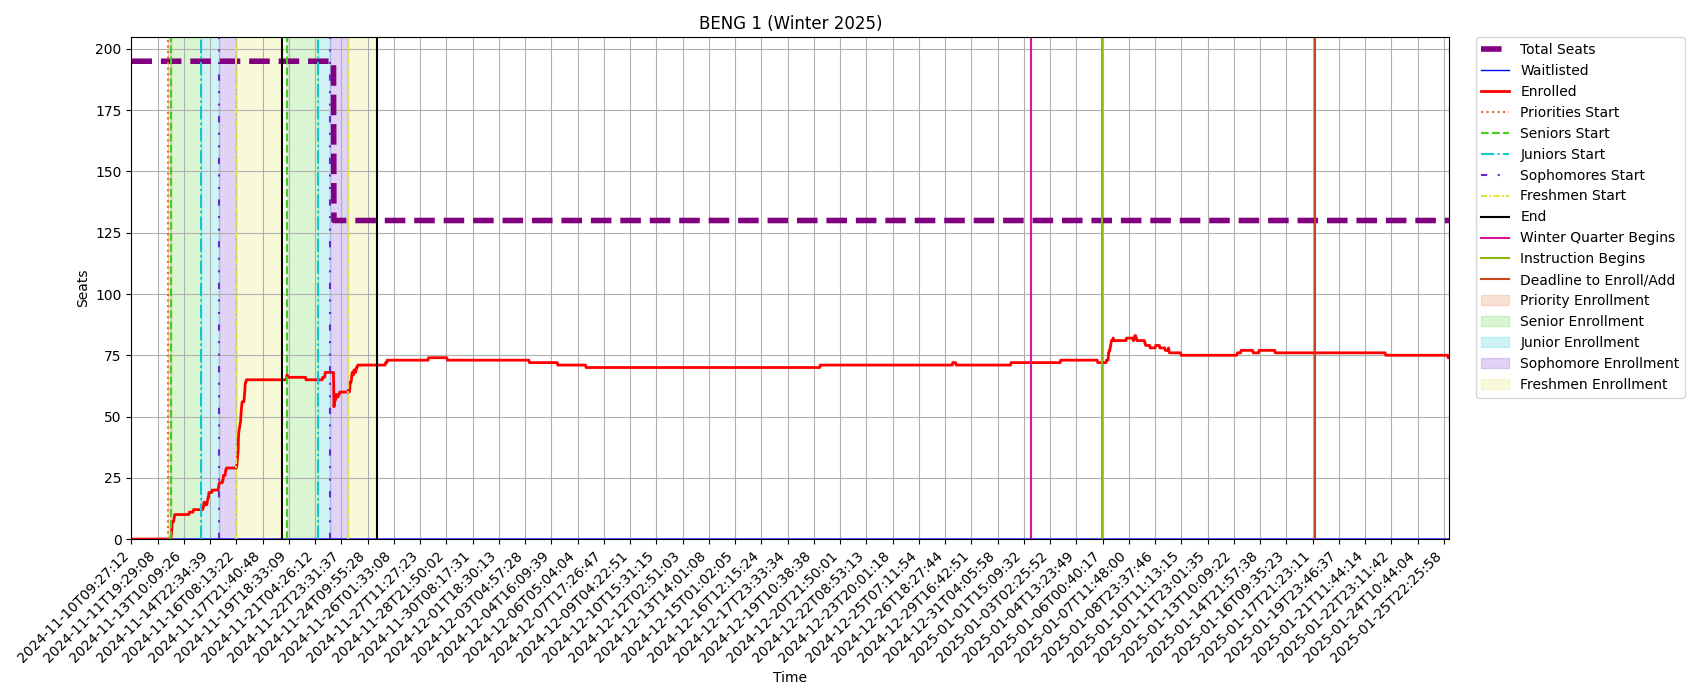 BENG 1 (Winter 2025)
200
175
150
125
100
75
50
25
0
Seats
2024-11-10T09:27:12
2024-11-11T19:29:08
2024-11-13T10:09:26
2024-11-14T22:34:39
2024-11-16T08:13:22
2024-11-17T21:40:48
2024-11-19T18:33:09
2024-11-21T04:26:12
2024-11-22T23:31:37
2024-11-24T09:55:28
2024-11-26T01:33:08
2024-11-27T11:27:23
2024-11-28T21:50:02
2024-11-30T08:17:31
2024-12-01T18:30:13
2024-12-03T04:57:28
2024-12-04T16:09:39
2024-12-06T05:04:04
2024-12-07T17:26:47
2024-12-09T04:22:51
2024-12-10T15:31:15
2024-12-12T02:51:03
2024-12-13T14:01:08
2024-12-15T01:02:05
2024-12-16T12:15:24
2024-12-17T23:33:34
2024-12-19T10:38:38
2024-12-20T21:50:01
2024-12-22T08:53:13
2024-12-23T20:01:18
2024-12-25T07:11:54
2024-12-26T18:27:44
2024-12-29T16:42:51
2024-12-31T04:05:58
2025-01-01T15:09:32
2025-01-03T02:25:52
2025-01-04T13:23:49
2025-01-06T00:40:17
2025-01-07T11:48:00
2025-01-08T23:37:46
2025-01-10T11:13:15
2025-01-11T23:01:35
2025-01-13T10:09:22
2025-01-14T21:57:38
2025-01-16T09:35:23
2025-01-17T21:23:11
2025-01-19T23:46:37
2025-01-21T11:44:14
2025-01-22T23:11:42
2025-01-24T10:44:04
2025-01-25T22:25:58
Time
Total Seats
Waitlisted
Enrolled
Priorities Start
Seniors Start
Juniors Start
Sophomores Start
Freshmen Start
End
Winter Quarter Begins
Instruction Begins
Deadline to Enroll/Add
Priority Enrollment
Senior Enrollment
Junior Enrollment
Sophomore Enrollment
Freshmen Enrollment